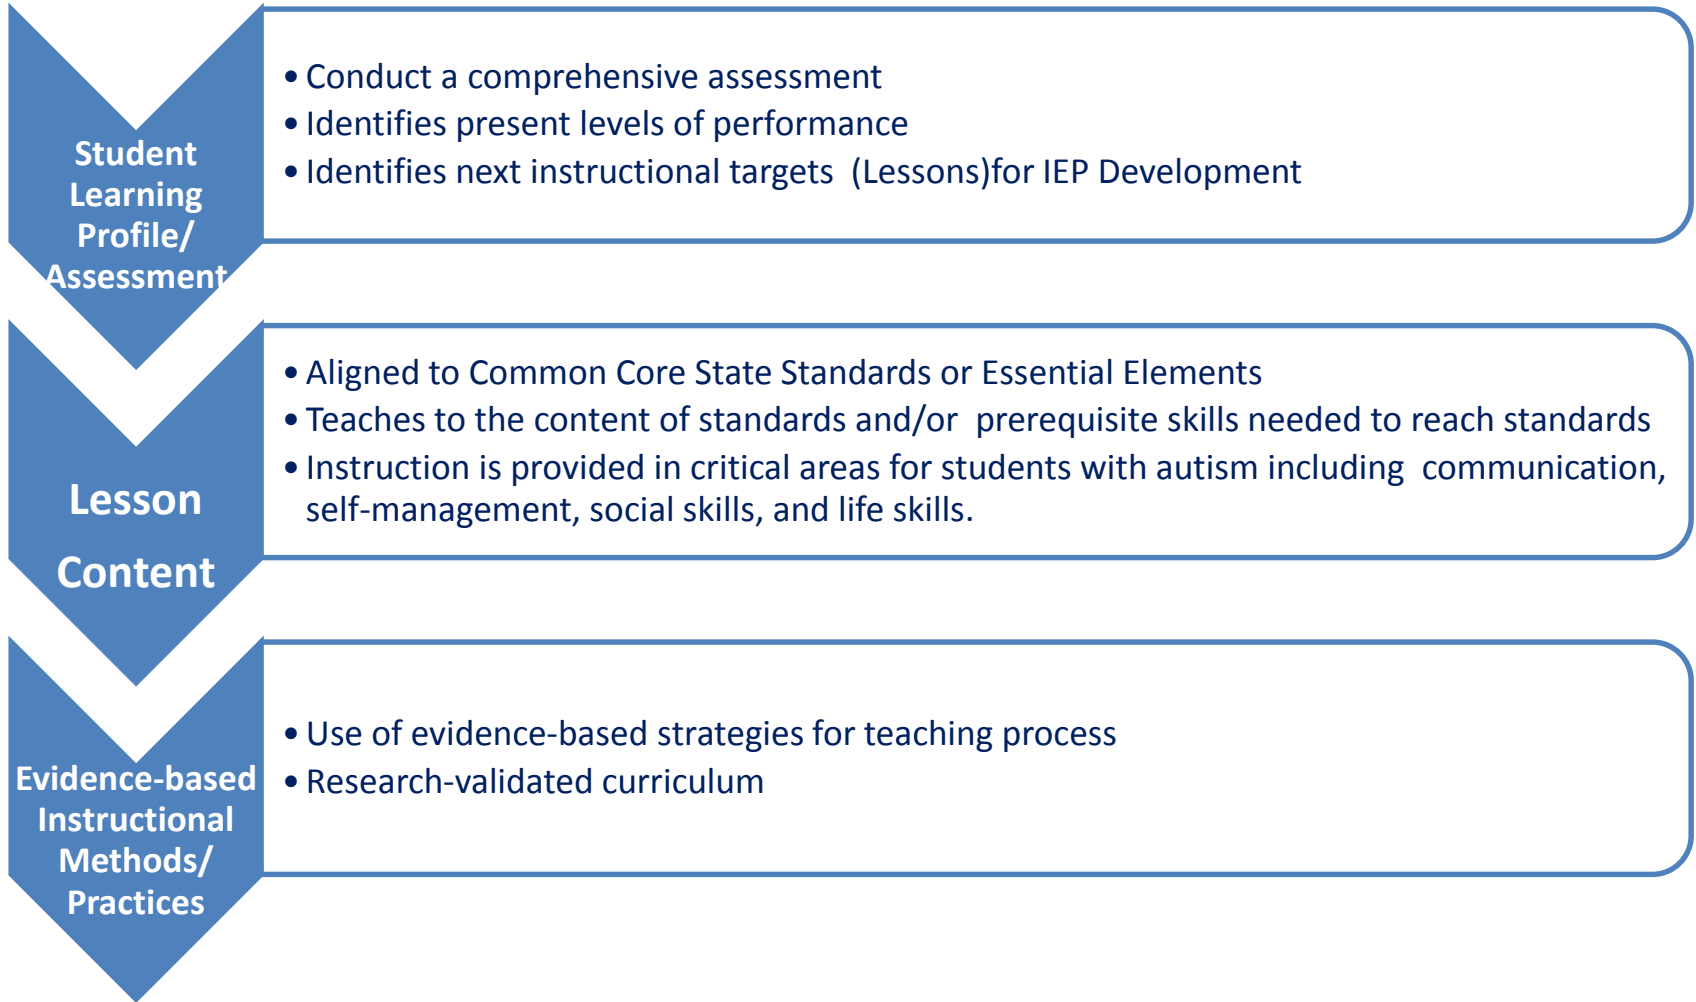 Student
Learning
Profile/
Assessment
• Conduct a comprehensive assessment
• Identifies present levels of performance
• Identifies next instructional targets  (Lessons)for IEP Development
Lesson
Content
• Aligned to Common Core State Standards or Essential Elements
• Teaches to the content of standards and/or  prerequisite skills needed to reach standards
• Instruction is provided in critical areas for students with autism including  communication,
self-management, social skills, and life skills.
Evidence-based
Instructional
Methods/
Practices
• Use of evidence-based strategies for teaching process
• Research-validated curriculum